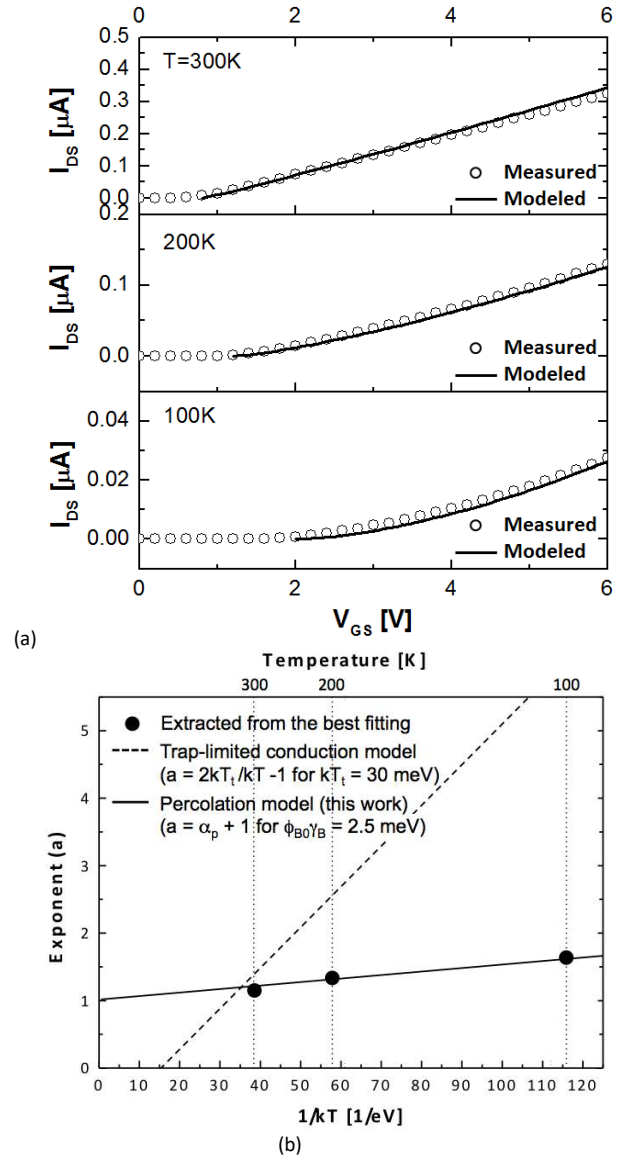 0 2 4 6
0.5
T=300K
0.4
0.3
0.2
0.1
0.0
I_DS [μA]
Measured
Modeled
0.2
200K
0.1
0.0
I_DS [μA]
Measured
Modeled
100K
0.04
0.02
0.00
I_DS [μA]
Measured
Modeled
0 2 4 6
V_GS [V]
(a)
Temperature [K]
300 200 100
Extracted from the best fitting
Trap-limited conduction model
(a = 2kT_t/kT -1 for kT_t = 30 meV)
Percolation model (this work)
(a = α_p + 1 for ϕ_B0γ_B = 2.5 meV)
5
4
3
2
1
0
Exponent (a)
0 10 20 30 40 50 60 70 80 90 100 110 120
1/kT [1/eV]
(b)